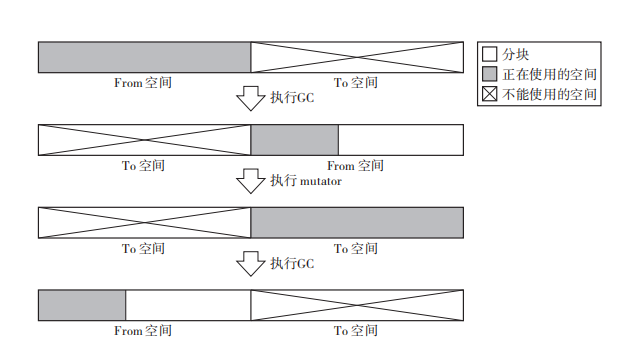 分块
正在使用的空间
不能使用的空间
From 空间 To 空间
执行GC
To 空间 From 空间
执行 mutator
To 空间 To 空间
执行GC
From 空间 To 空间